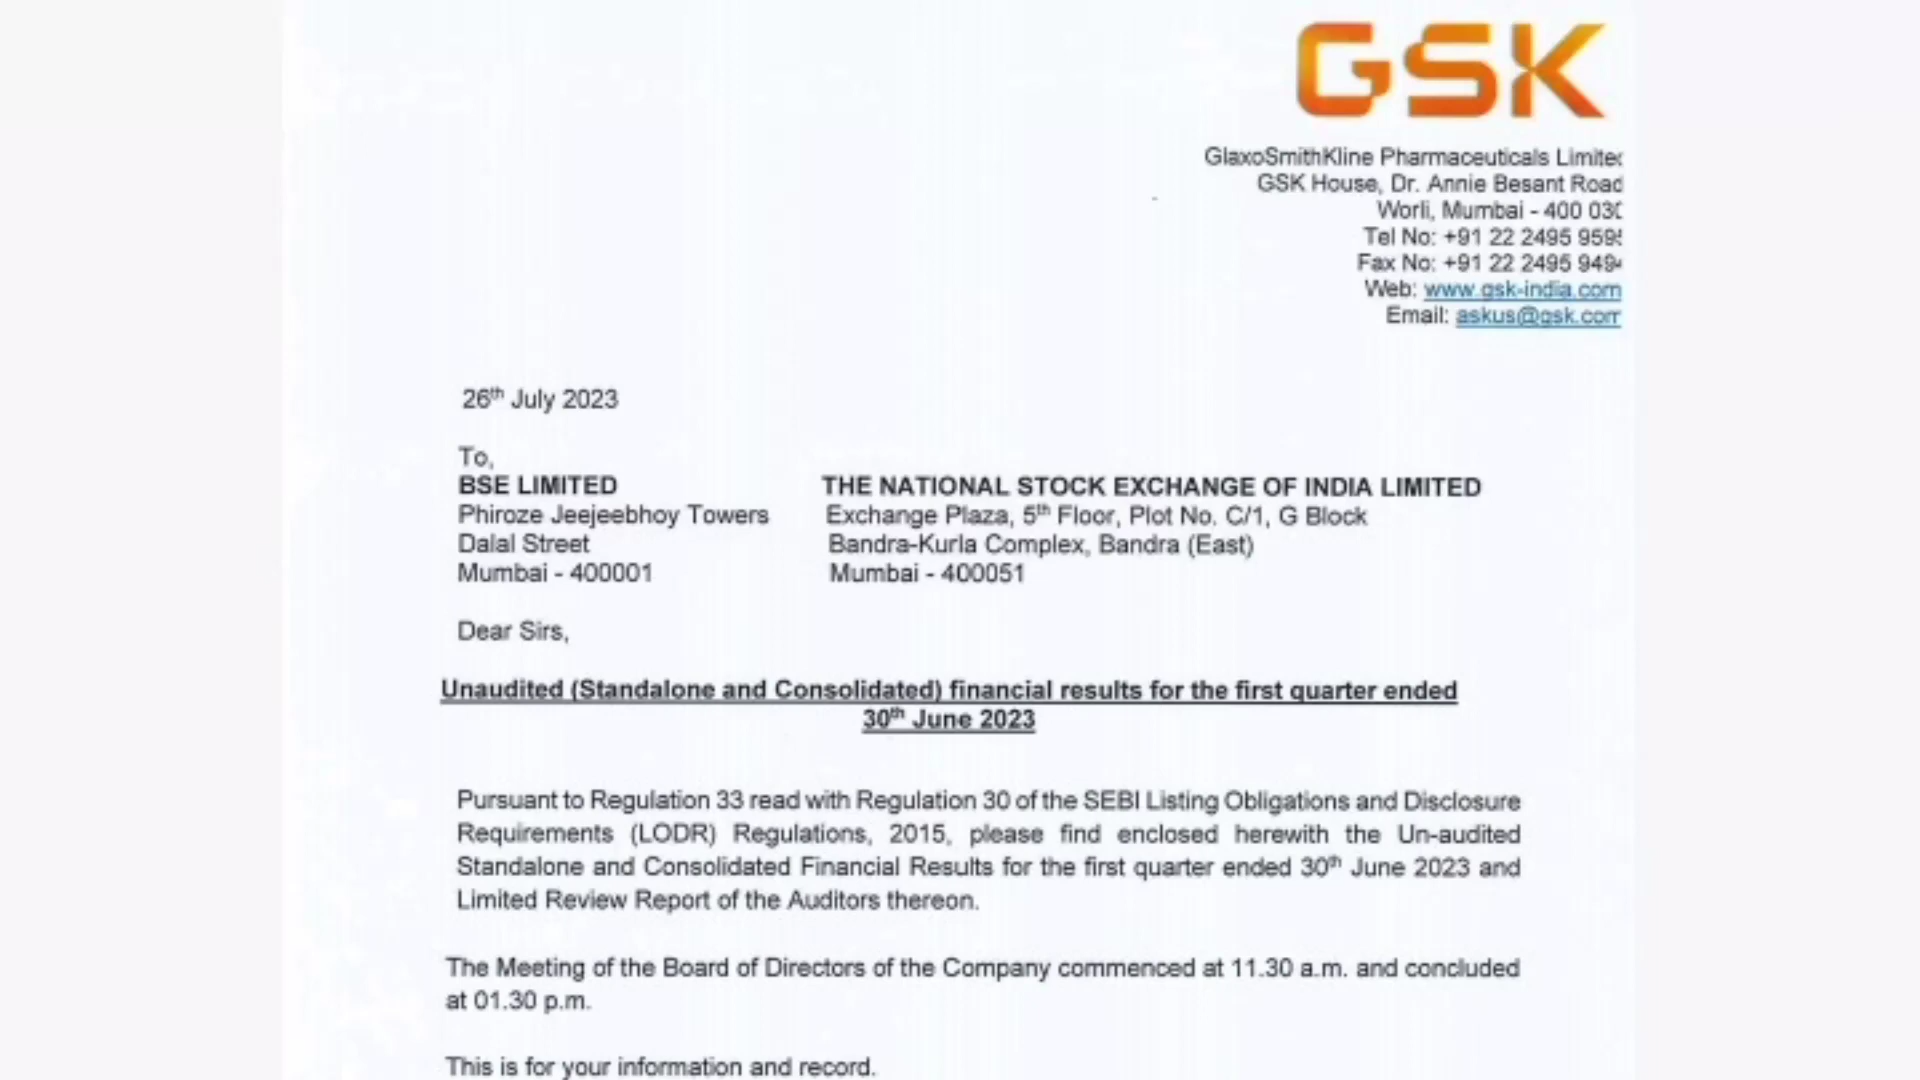 GSK
GlaxoSmithKline Pharmaceuticals Limited
GSK House, Dr. Annie Besant Road
Worli, Mumbai - 400 030
Tel No: +91 22 2495 959
Fax No: +91 22 2495 949
Web: www.gsk-india.com
Email: askus@gsk.com
26th July 2023
To,
BSE LIMITED
Phiroze Jeejeebhoy Towers
Dalal Street
Mumbai - 400001
THE NATIONAL STOCK EXCHANGE OF INDIA LIMITED
Exchange Plaza, 5th Floor, Plot No. C/1, G Block
Bandra-Kurla Complex, Bandra (East)
Mumbai - 400051
Dear Sirs,
Unaudited (Standalone and Consolidated) financial results for the first quarter ended
30th June 2023
Pursuant to Regulation 33 read with Regulation 30 of the SEBI Listing Obligations and Disclosure
Requirements (LODR) Regulations, 2015, please find enclosed herewith the Un-audited
Standalone and Consolidated Financial Results for the first quarter ended 30th June 2023 and
Limited Review Report of the Auditors thereon.
The Meeting of the Board of Directors of the Company commenced at 11.30 a.m. and concluded
at 01.30 p.m.
This is for your information and record.